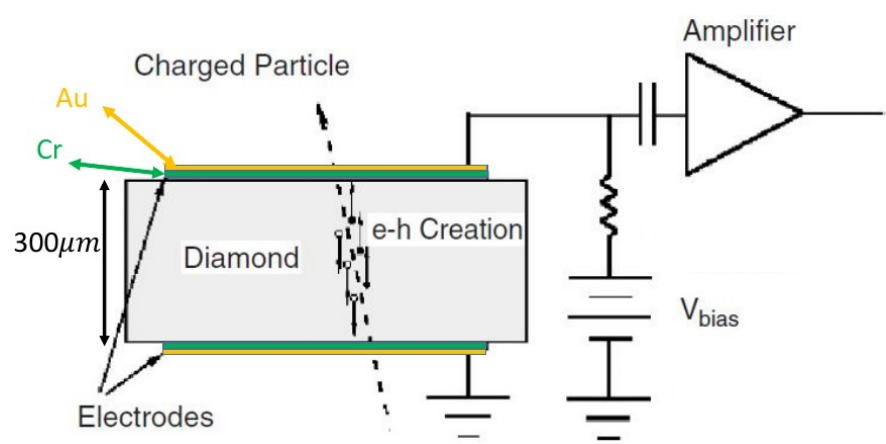 Amplifier
Charged Particle
Au
Cr
300μm
e-h Creation
Diamond
V_bias
Electrodes